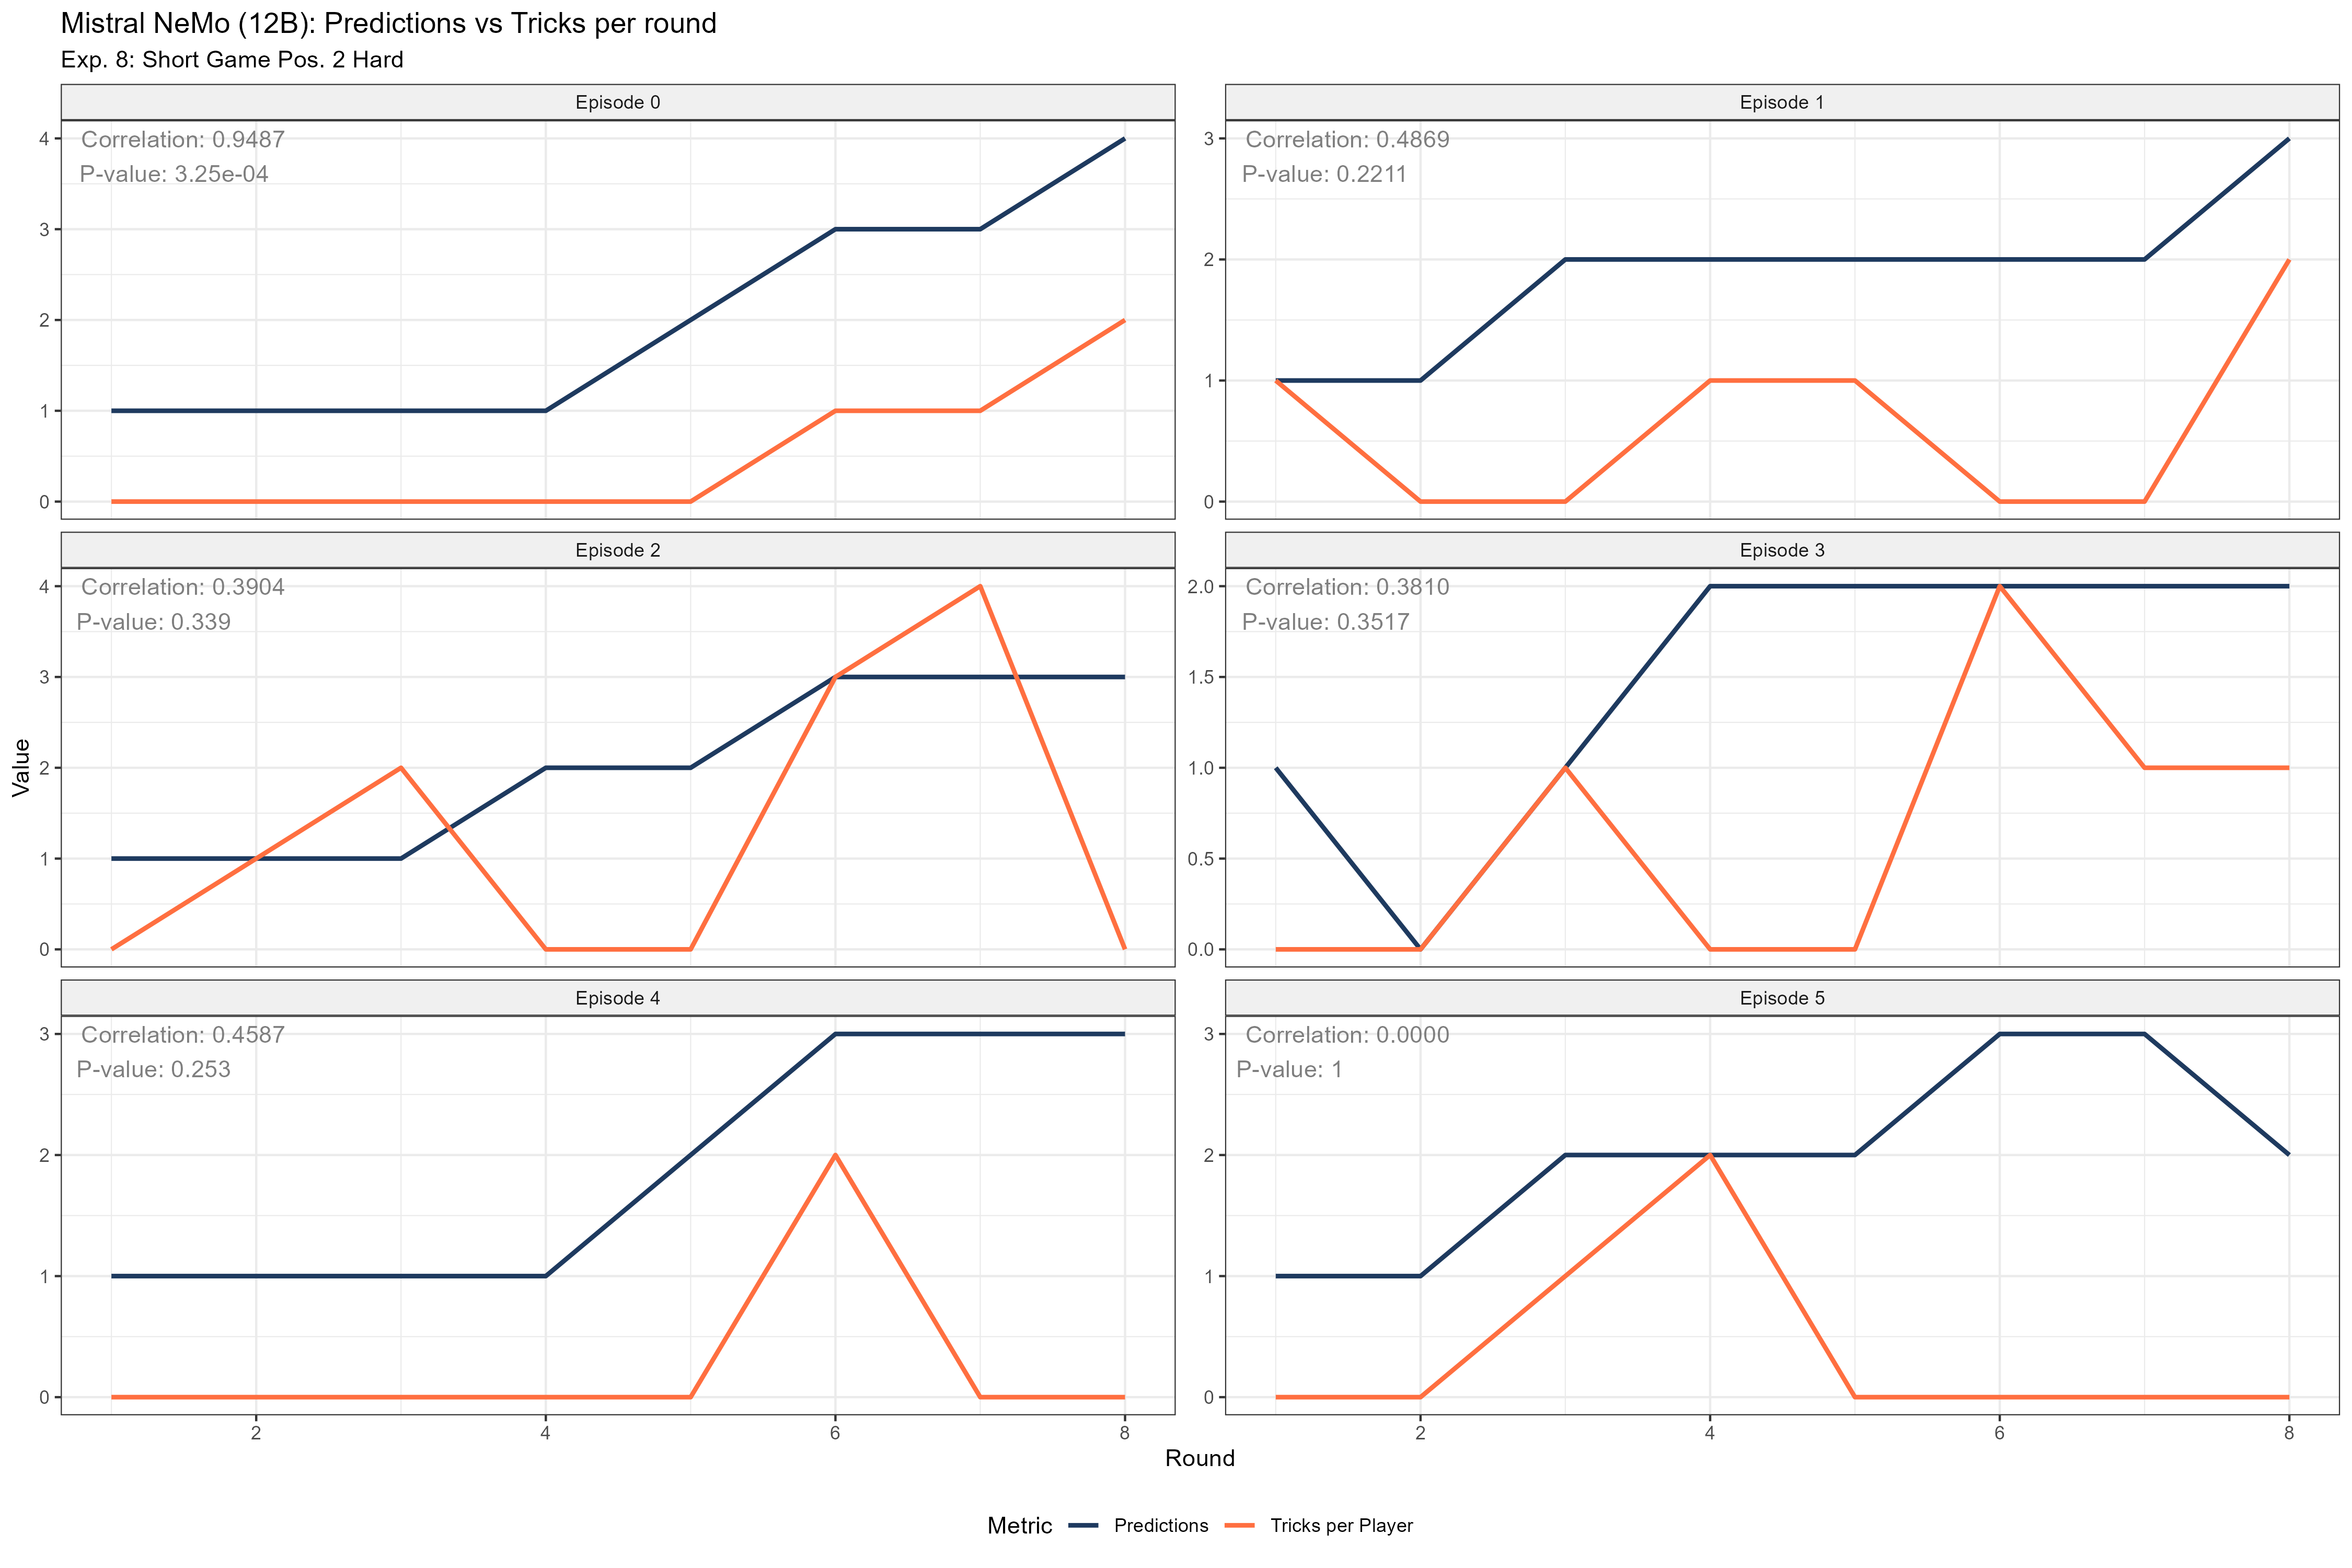 Mistral NeMo (12B): Predictions vs Tricks per round
Exp. 8: Short Game Pos. 2 Hard
Episode 0
Correlation: 0.9487
P-value: 3.25e-04
4
3
2
1
0
Episode 1
Correlation: 0.4869
P-value: 0.2211
3
2
1
0
Episode 2
Correlation: 0.3904
P-value: 0.339
4
3
2
1
0
Episode 3
Correlation: 0.3810
P-value: 0.3517
2.0
1.5
1.0
0.5
0.0
Episode 4
Correlation: 0.4587
P-value: 0.253
3
2
1
0
2 4 6 8
Episode 5
Correlation: 0.0000
P-value: 1
3
2
1
0
2 4 6 8
Value
Round
Metric Predictions Tricks per Player